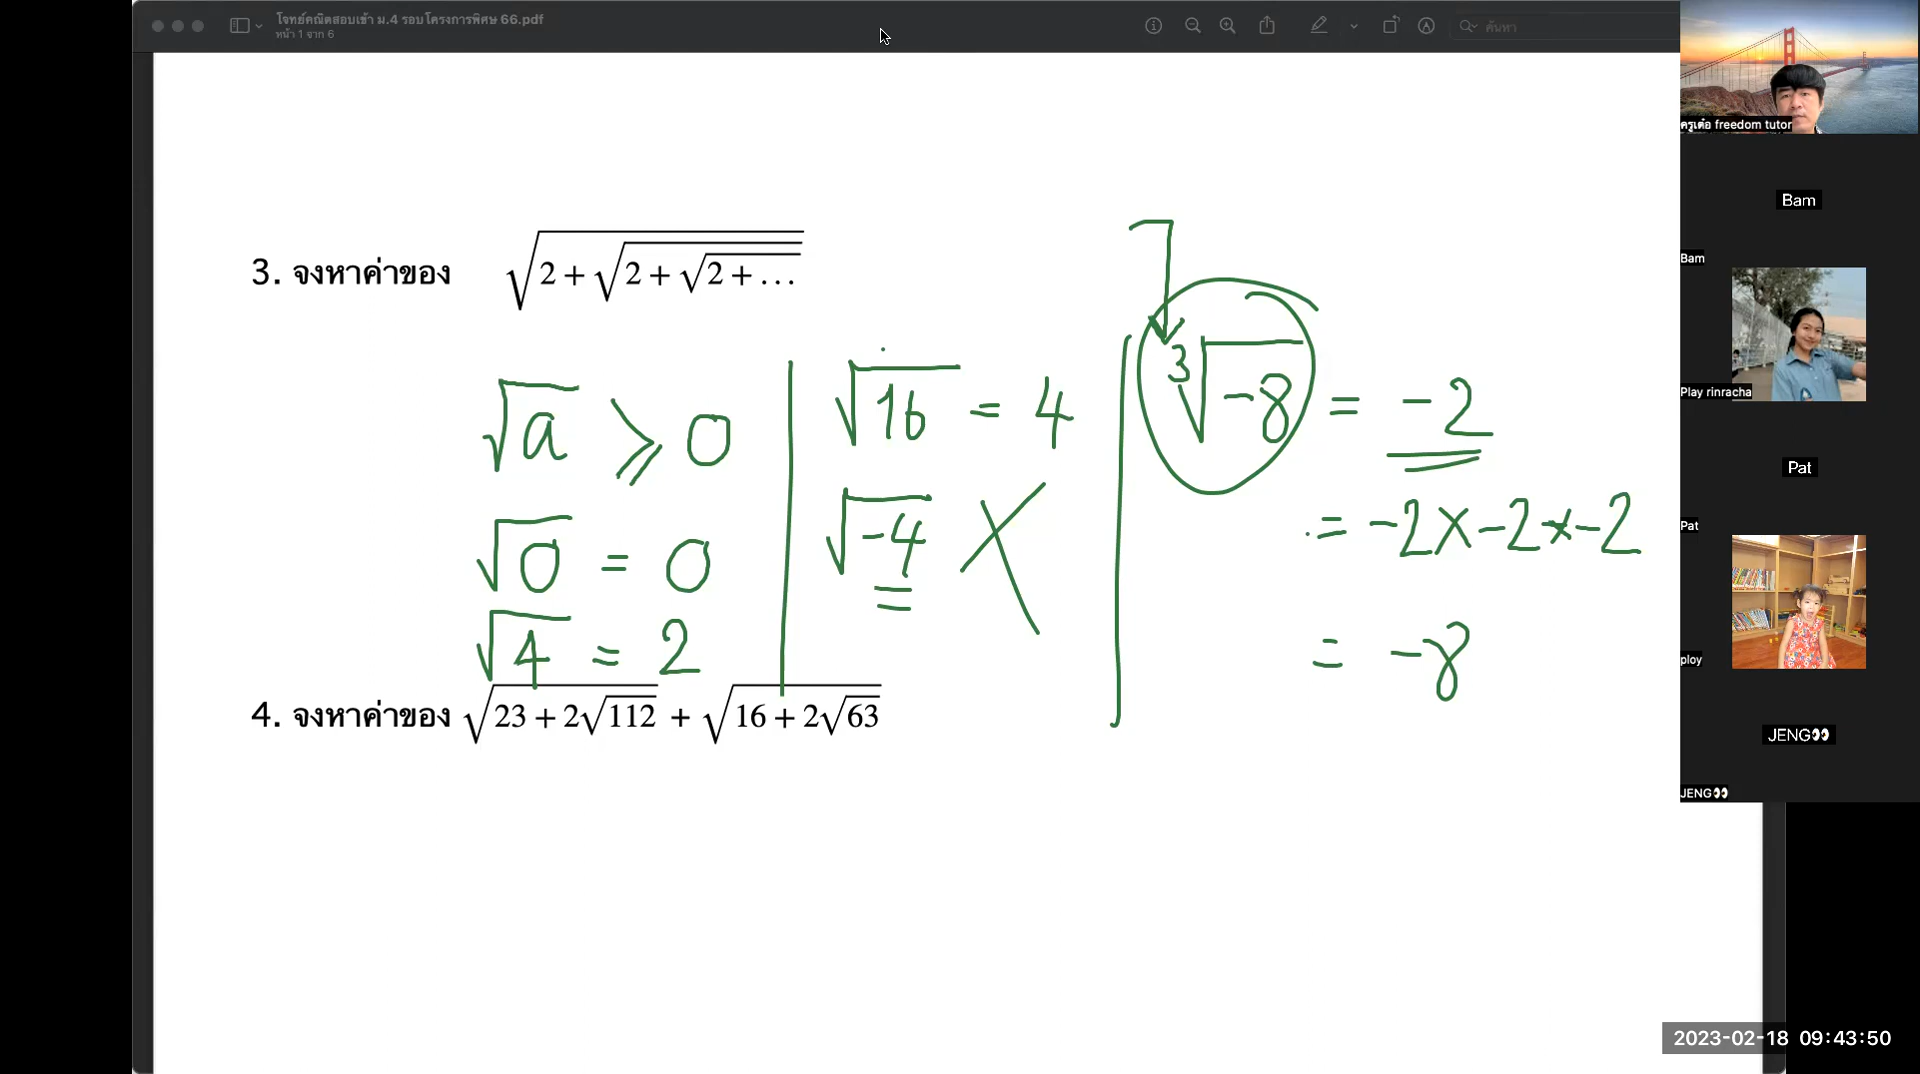 โจทย์คณิตสอบเข้า ม.4 รอบโครงการพิเศษ 66.pdf
หน้า 1 จาก 6
ค้นหา
3. จงหาค่าของ √(2 + √(2 + √(2 + …)))
√a ⩾ 0
√0 = 0
√4 = 2
√16 = 4
√-4 X
³√-8 = -2
= -2 X -2 x -2
= -8
4. จงหาค่าของ √(23 + 2√112) + √(16 + 2√63)
ครูเต๋อ freedom tutor
Bam
Bam
Play rinracha
Pat
Pat
ploy
JENG👀
JENG👀
2023-02-18 09:43:50